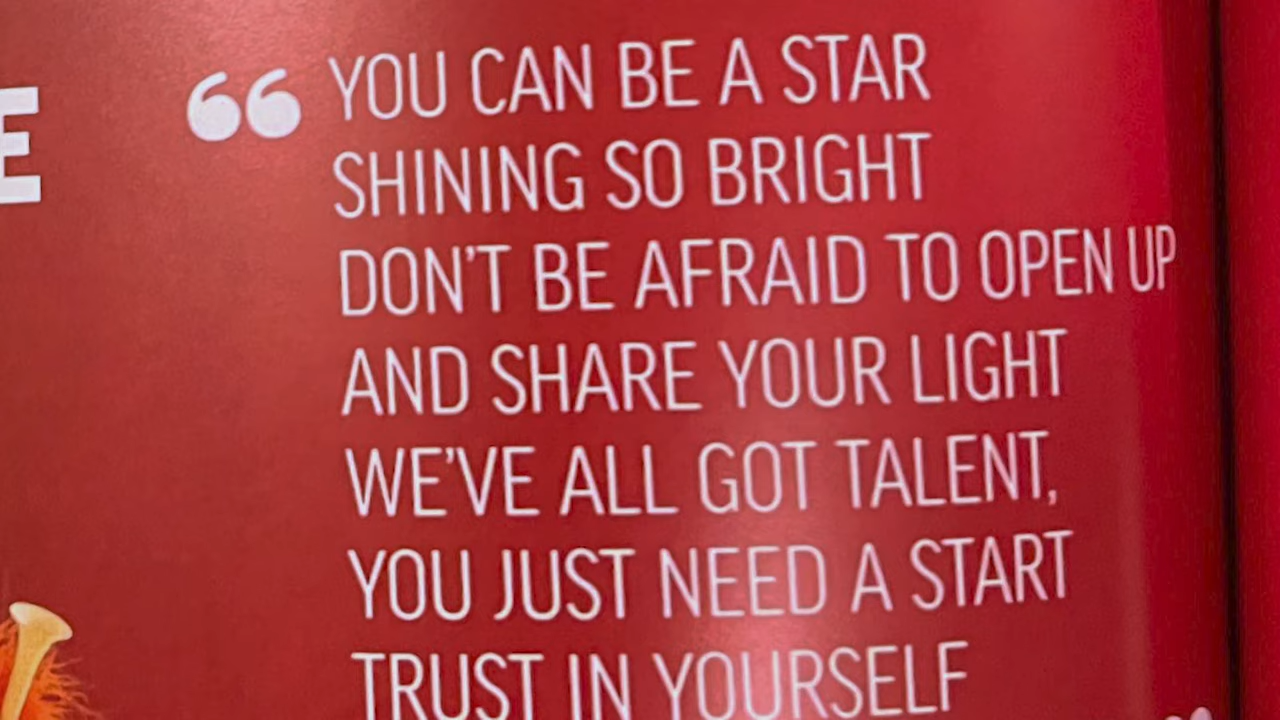 E
“ YOU CAN BE A STAR
SHINING SO BRIGHT
DON'T BE AFRAID TO OPEN UP
AND SHARE YOUR LIGHT
WE'VE ALL GOT TALENT,
YOU JUST NEED A START
TRUST IN YOURSELF